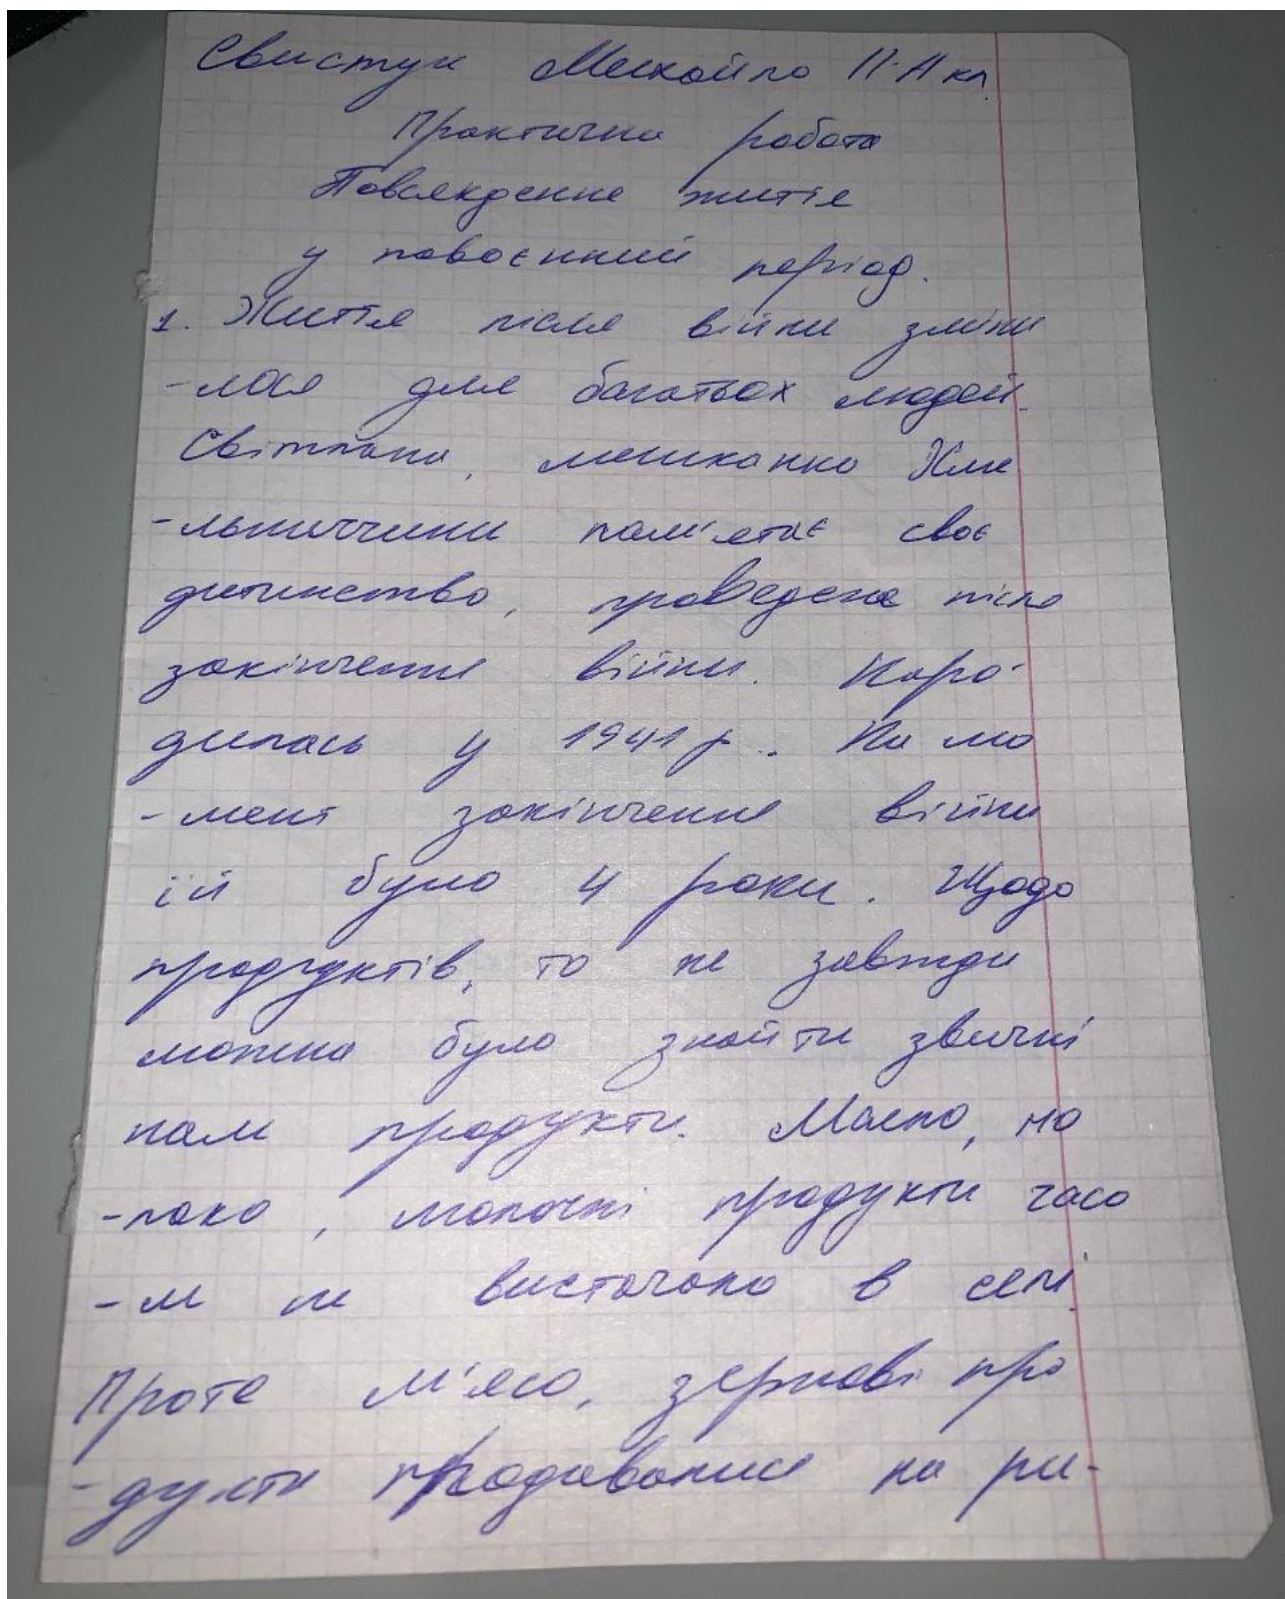 Свистук Михайло 11-А кл.
Практична робота
Повсякденне життя
у повоєнний період.
1. Життя після війни зміни
-лося для багатьох людей.
Світлана, мешканка Хме
-льниччини пам'ятає своє
дитинство, проведене після
закінчення війни. Наро-
дилась у 1941 р. На мо
-мент закінчення війни
їй було 4 роки. Щодо
продуктів, то не завжди
можна було знайти звичні
нам продукти. Масло, мо
-локо, молочні продукти часо
-м не вистачало в селі.
Проте м'ясо, зернові про
-дукти продавались на ри-